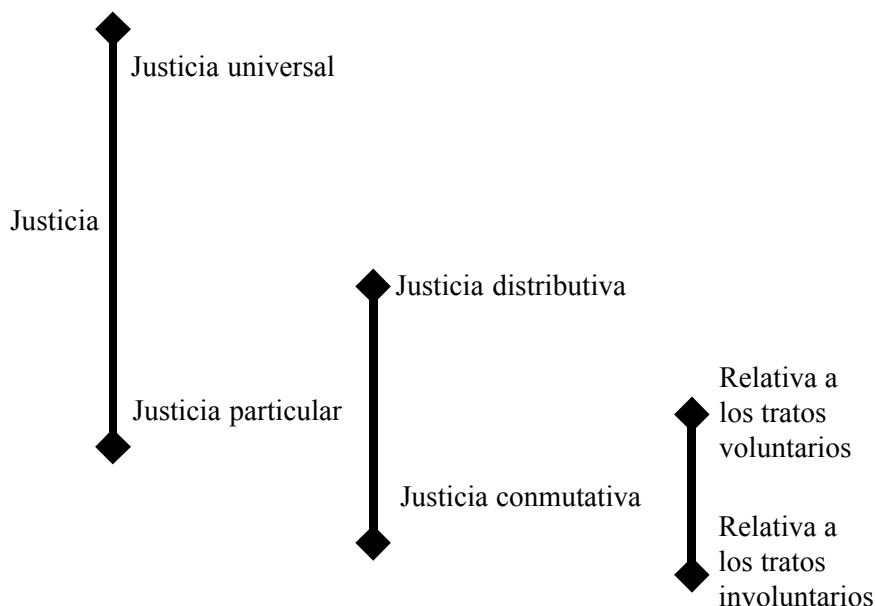 Justicia universal
Justicia
Justicia distributiva
Relativa a
los tratos
voluntarios
Justicia particular
Justicia conmutativa
Relativa a
los tratos
involuntarios